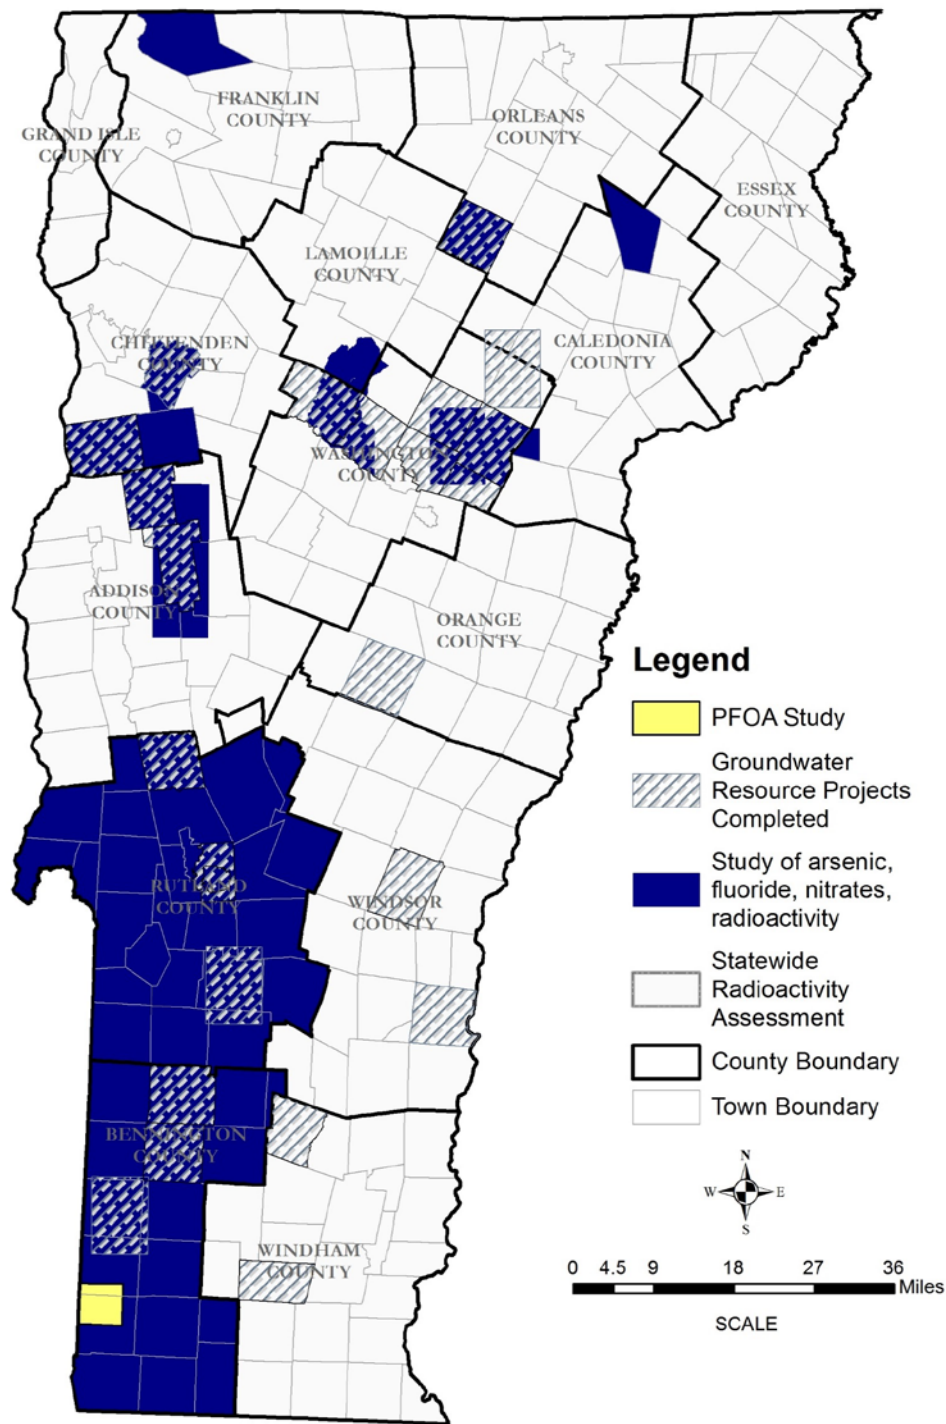 FRANKLIN
COUNTY
GRAND ISLE
COUNTY
ORLEANS
COUNTY
ESSEX
COUNTY
LAMOILLE
COUNTY
CHITTENDEN
COUNTY
CALEDONIA
COUNTY
WASHINGTON
COUNTY
ADDISON
COUNTY
ORANGE
COUNTY
RUTLAND
COUNTY
WINDSOR
COUNTY
BENNINGTON
COUNTY
WINDHAM
COUNTY
Legend
PFOA Study
Groundwater
Resource Projects
Completed
Study of arsenic,
fluoride, nitrates,
radioactivity
Statewide
Radioactivity
Assessment
County Boundary
Town Boundary
N
W E
S
0 4.5 9 18 27 36
Miles
SCALE